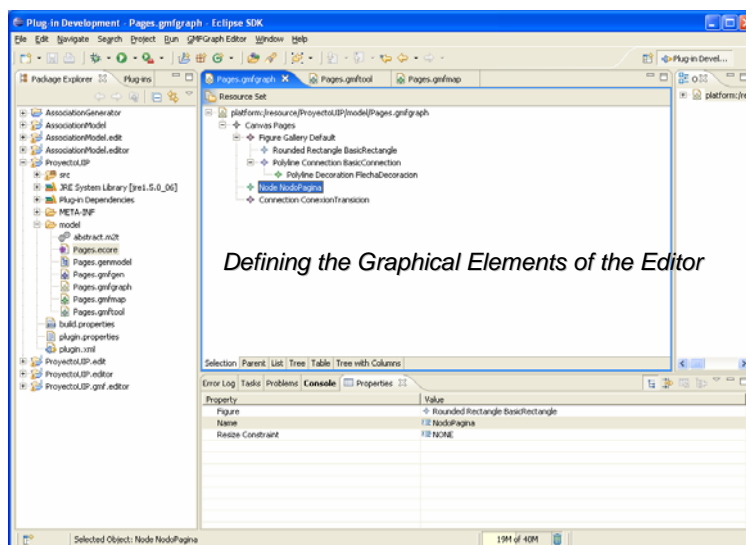 Plug-in Development - Pages.gmfgraph - Eclipse SDK
File Edit Navigate Search Project Run GMFGraph Editor Window Help
Plug-in Devel...
Package Explorer
Plug-ins
AssociationGenerator
AssociationModel
AssociationModel.edit
AssociationModel.editor
ProyectoUIP
src
JRE System Library [jre1.5.0_06]
Plug-in Dependencies
META-INF
model
abstract.m2t
Pages.ecore
Pages.genmodel
Pages.gmfgen
Pages.gmfgraph
Pages.gmfmap
Pages.gmftool
build.properties
plugin.properties
plugin.xml
ProyectoUIP.edit
ProyectoUIP.editor
ProyectoUIP.gmf.editor
Pages.gmfgraph Pages.gmftool Pages.gmfmap
Resource Set
platform:/resource/ProyectoUIP/model/Pages.gmfgraph
Canvas Pages
Figure Gallery Default
Rounded Rectangle BasicRectangle
Polyline Connection BasicConnection
Polyline Decoration FlechaDecoracion
Node NodoPagina
Connection ConexionTransicion
Defining the Graphical Elements of the Editor
Selection Parent List Tree Table Tree with Columns
platform:/re
Error Log Tasks Problems Console Properties
Property Value
Figure Rounded Rectangle BasicRectangle
Name NodoPagina
Resize Constraint NONE
Selected Object: Node NodoPagina
19M of 40M